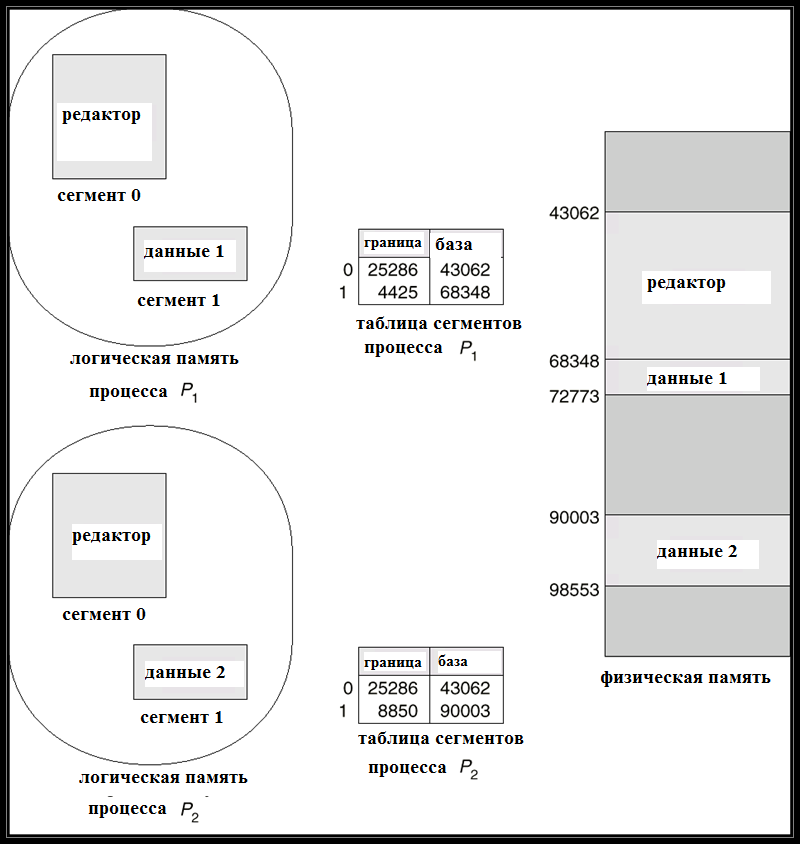 редактор
сегмент 0
данные 1
сегмент 1
логическая память
процесса P1
граница база
0 25286 43062
1 4425 68348
таблица сегментов
процесса P1
редактор
сегмент 0
данные 2
сегмент 1
логическая память
процесса P2
граница база
0 25286 43062
1 8850 90003
таблица сегментов
процесса P2
43062
редактор
68348
данные 1
72773
90003
данные 2
98553
физическая память